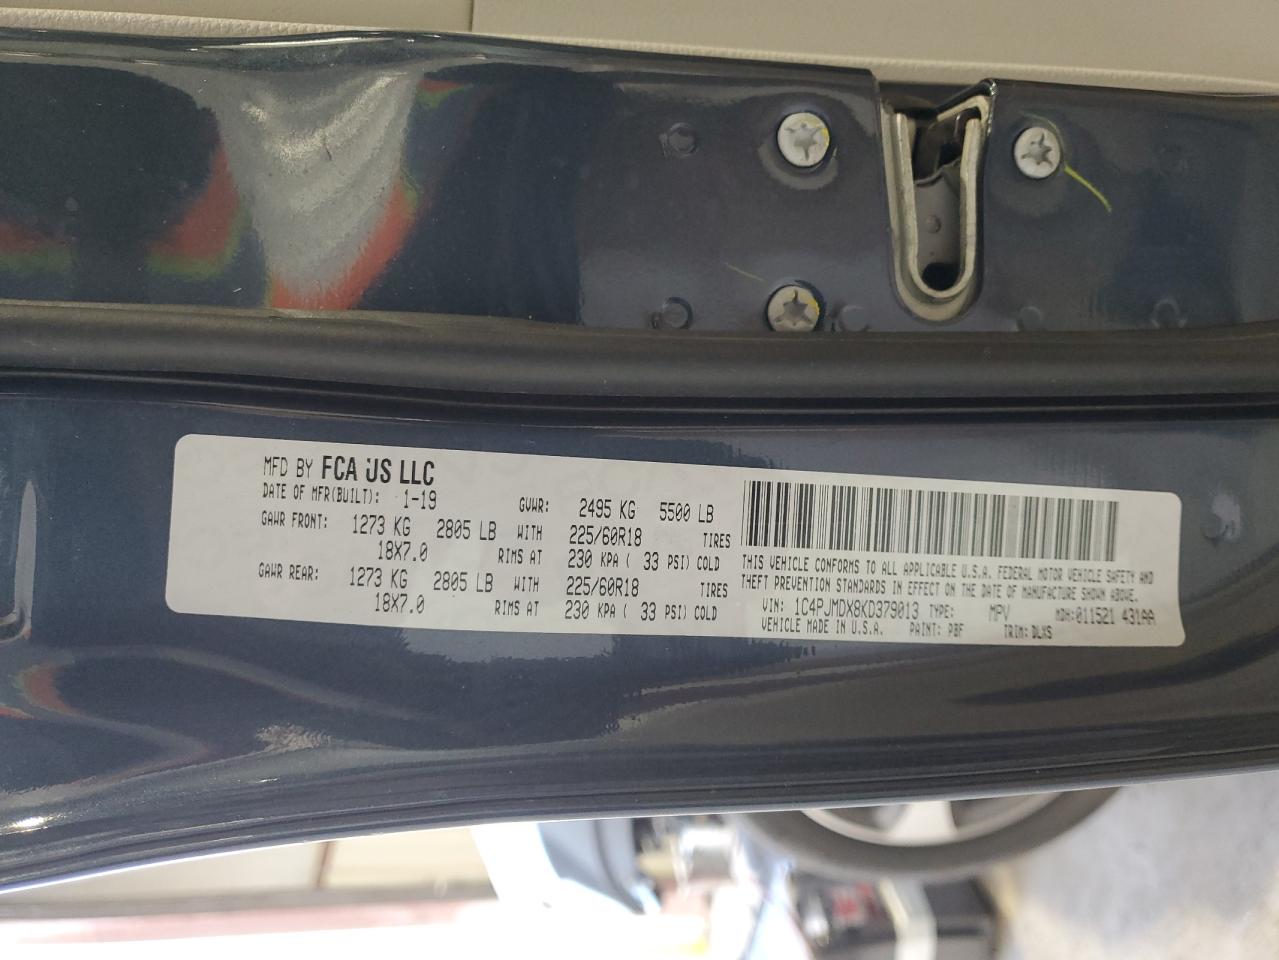 MFD BY FCA US LLC
DATE OF MFR(BUILT): 1-19 GVWR: 2495 KG 5500 LB
GAWR FRONT: 1273 KG 2805 LB WITH 225/60R18 TIRES
18X7.0 RIMS AT 230 KPA ( 33 PSI) COLD
GAWR REAR: 1273 KG 2805 LB WITH 225/60R18 TIRES
18X7.0 RIMS AT 230 KPA ( 33 PSI) COLD
THIS VEHICLE CONFORMS TO ALL APPLICABLE U.S.A. FEDERAL MOTOR VEHICLE SAFETY AND
THEFT PREVENTION STANDARDS IN EFFECT ON THE DATE OF MANUFACTURE SHOWN ABOVE.
VIN: 1C4PJMDX8KD379013 TYPE: MPV MDH:011521 431AA
VEHICLE MADE IN U.S.A. PAINT: PBF TRIM: DLXS